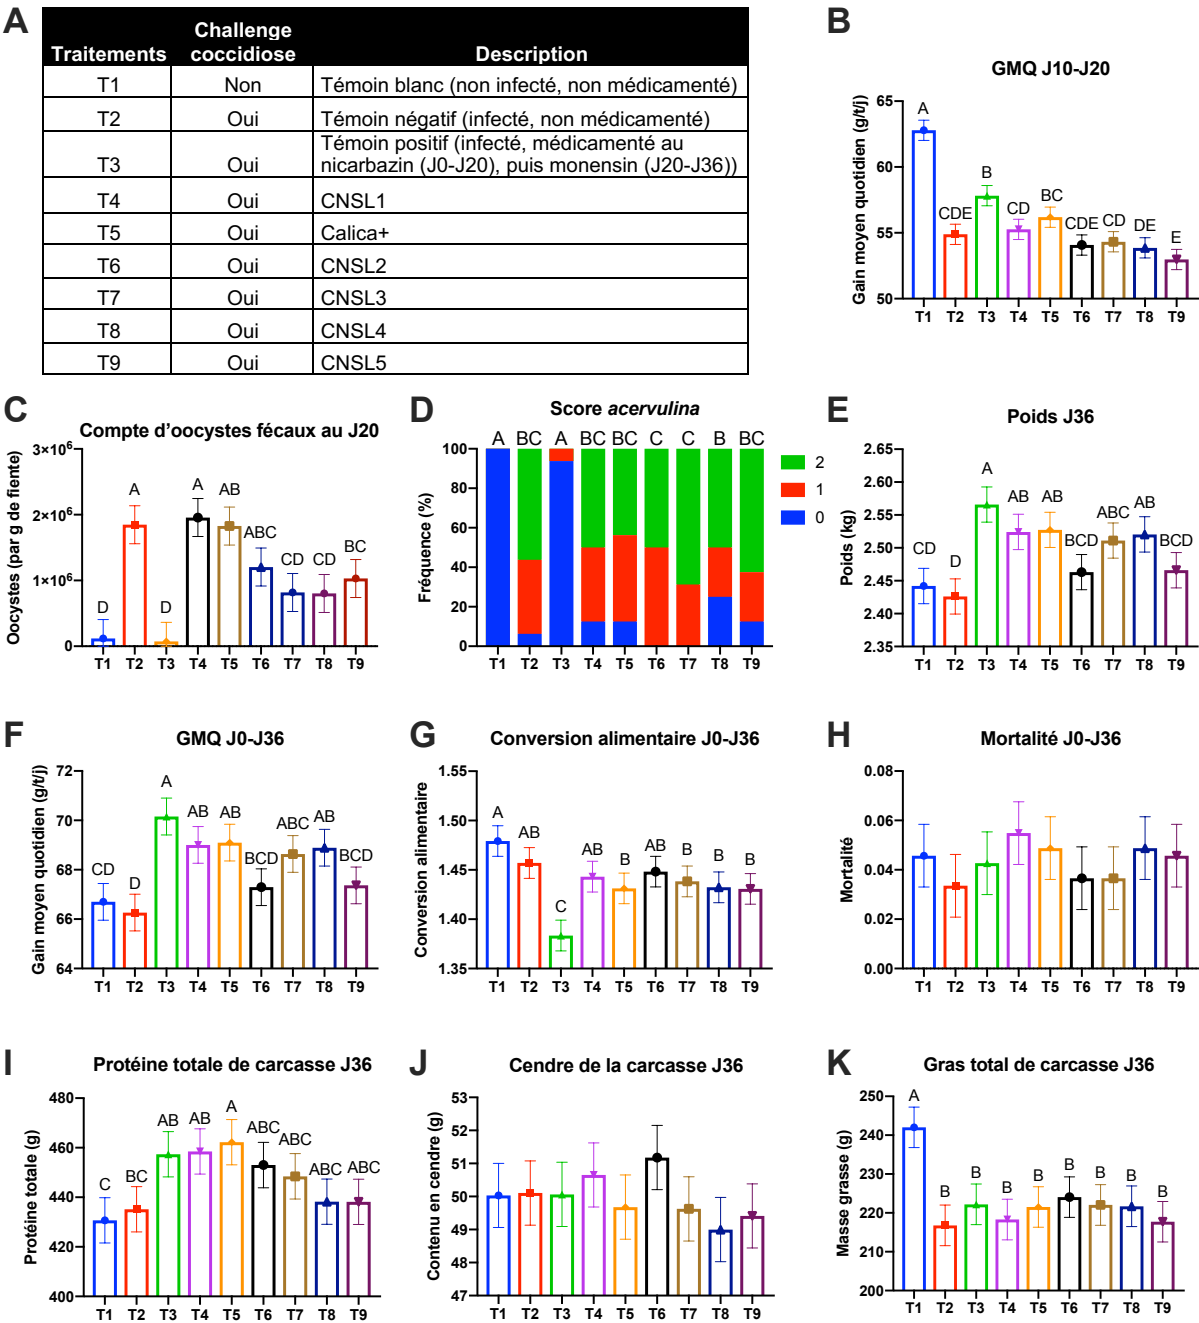 A
Traitements
Challenge
coccidiose
Description
T1 Non Témoin blanc (non infecté, non médicamenté)
T2 Oui Témoin négatif (infecté, non médicamenté)
T3 Oui Témoin positif (infecté, médicamenté au
nicarbazin (J0-J20), puis monensin (J20-J36))
T4 Oui CNSL1
T5 Oui Calica+
T6 Oui CNSL2
T7 Oui CNSL3
T8 Oui CNSL4
T9 Oui CNSL5
B
GMQ J10-J20
Gain moyen quotidien (g/t/j)
65
60
55
50
A CDE B CD BC CDE CD DE E
T1 T2 T3 T4 T5 T6 T7 T8 T9
C
Compte d'oocystes fécaux au J20
Oocystes (par g de fiente)
3×10⁶
2×10⁶
1×10⁶
0
D A D A AB ABC CD CD BC
T1 T2 T3 T4 T5 T6 T7 T8 T9
D
Score acervulina
Fréquence (%)
100
80
60
40
20
0
A BC A BC BC C C B BC
T1 T2 T3 T4 T5 T6 T7 T8 T9
2
1
0
E
Poids J36
Poids (kg)
2.65
2.60
2.55
2.50
2.45
2.40
2.35
CD D A AB AB BCD ABC AB BCD
T1 T2 T3 T4 T5 T6 T7 T8 T9
F
GMQ J0-J36
Gain moyen quotidien (g/t/j)
72
70
68
66
64
CD D A AB AB BCD ABC AB BCD
T1 T2 T3 T4 T5 T6 T7 T8 T9
G
Conversion alimentaire J0-J36
Conversion alimentaire
1.55
1.50
1.45
1.40
1.35
A AB C AB B AB B B B
T1 T2 T3 T4 T5 T6 T7 T8 T9
H
Mortalité J0-J36
Mortalité
0.08
0.06
0.04
0.02
0.00
T1 T2 T3 T4 T5 T6 T7 T8 T9
I
Protéine totale de carcasse J36
Protéine totale (g)
480
460
440
420
400
C BC AB AB A ABC ABC ABC ABC
T1 T2 T3 T4 T5 T6 T7 T8 T9
J
Cendre de la carcasse J36
Contenu en cendre (g)
53
52
51
50
49
48
47
T1 T2 T3 T4 T5 T6 T7 T8 T9
K
Gras total de carcasse J36
Masse grasse (g)
250
240
230
220
210
200
A B B B B B B B B
T1 T2 T3 T4 T5 T6 T7 T8 T9